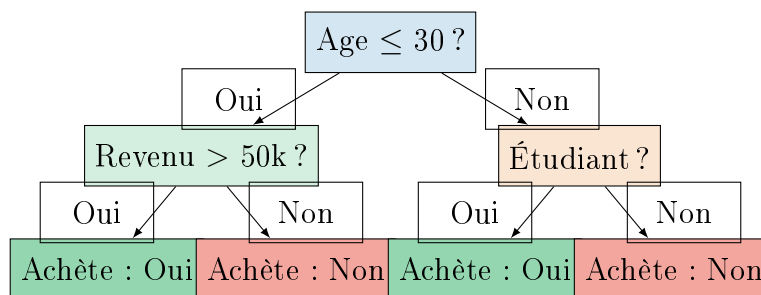 Age ≤ 30 ?
Oui
Non
Revenu > 50k ?
Étudiant ?
Oui
Non
Oui
Non
Achète : Oui
Achète : Non
Achète : Oui
Achète : Non